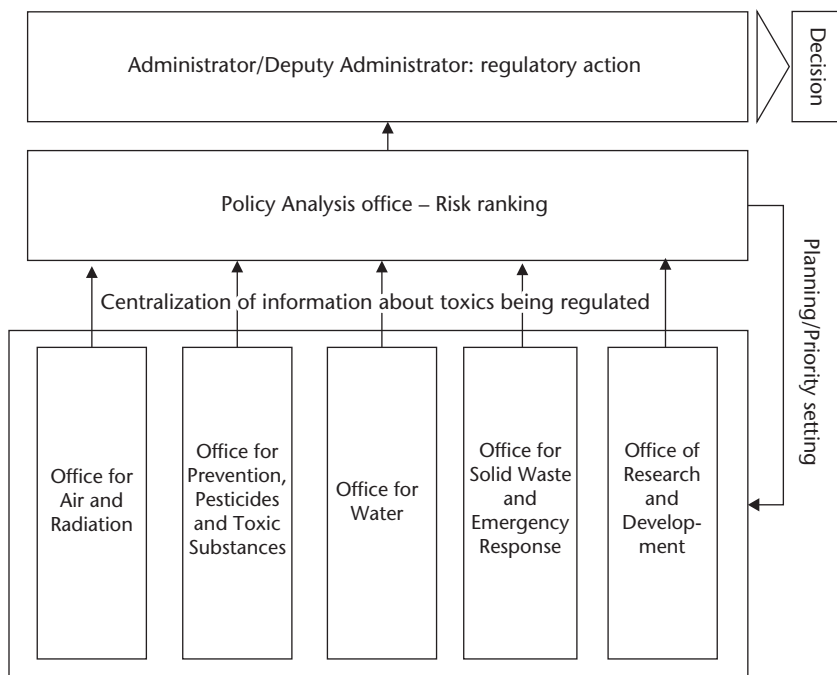 Administrator/Deputy Administrator: regulatory action
Decision
Policy Analysis office – Risk ranking
Planning/Priority setting
Centralization of information about toxics being regulated
Office for
Air and
Radiation
Office for
Prevention,
Pesticides
and Toxic
Substances
Office for
Water
Office for
Solid Waste
and
Emergency
Response
Office of
Research
and
Develop-
ment